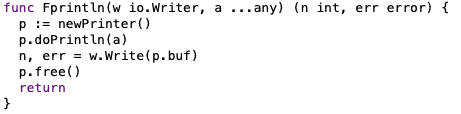 func Fprintln(w io.Writer, a ...any) (n int, err error) {
  p := newPrinter()
  p.doPrintln(a)
  n, err = w.Write(p.buf)
  p.free()
  return
}